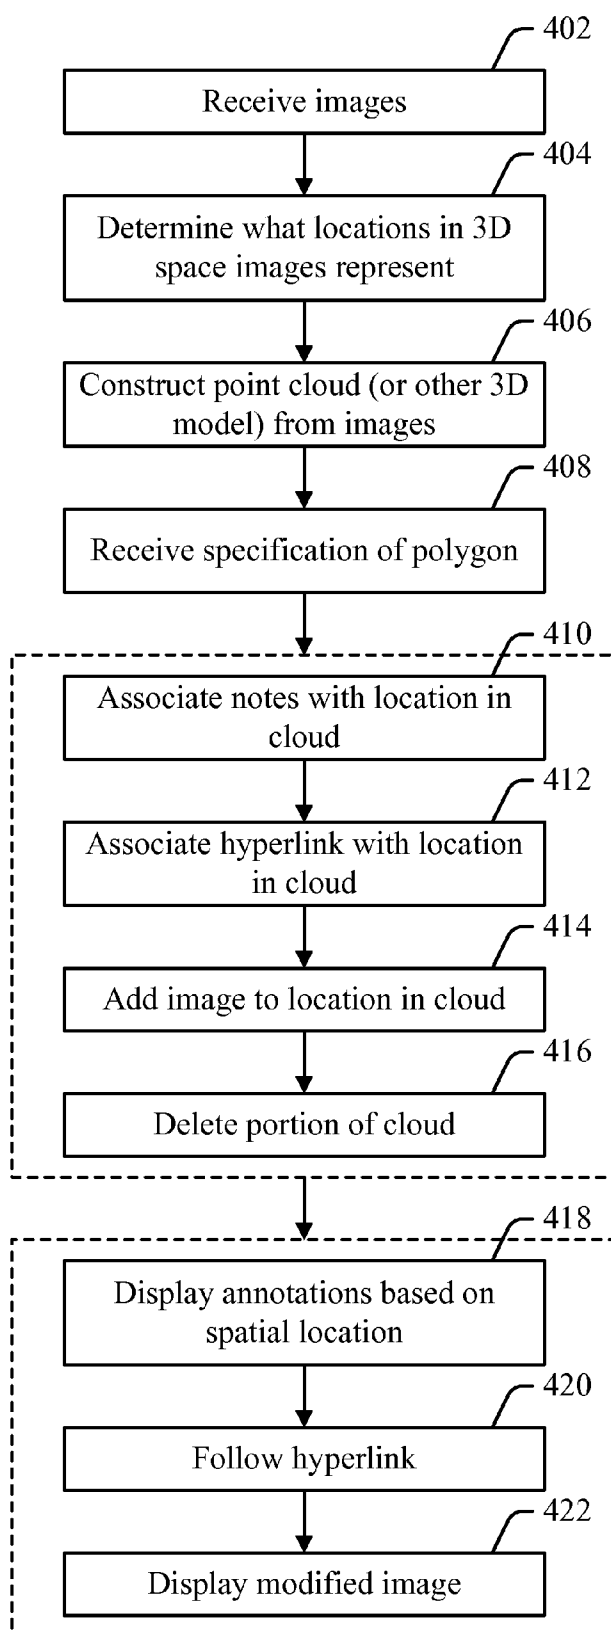 402
Receive images
404
Determine what locations in 3D
space images represent
406
Construct point cloud (or other 3D
model) from images
408
Receive specification of polygon
410
Associate notes with location in
cloud
412
Associate hyperlink with location
in cloud
414
Add image to location in cloud
416
Delete portion of cloud
418
Display annotations based on
spatial location
420
Follow hyperlink
422
Display modified image